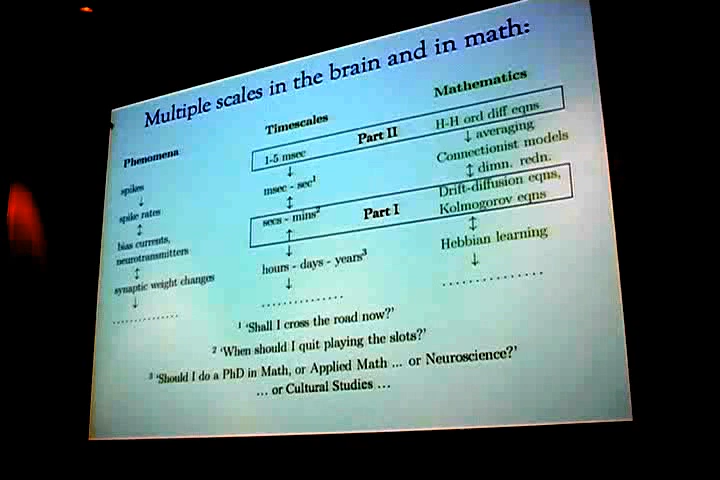 Multiple scales in the brain and in math:
Phenomena Timescales Mathematics
spikes
↓
spike rates
↕
bias currents,
neurotransmitters
↕
synaptic weight changes
↓
...............
1-5 msec
↓
msec - sec¹
↕
secs - mins²
↕
hours - days - years³
↓
...............
Part II
Part I
H-H ord diff eqns
↓ averaging
Connectionist models
↕ dimn. redn.
Drift-diffusion eqns,
Kolmogorov eqns
↕
Hebbian learning
↓
...............
¹ 'Shall I cross the road now?'
² 'When should I quit playing the slots?'
³ 'Should I do a PhD in Math, or Applied Math ... or Neuroscience?'
... or Cultural Studies ...